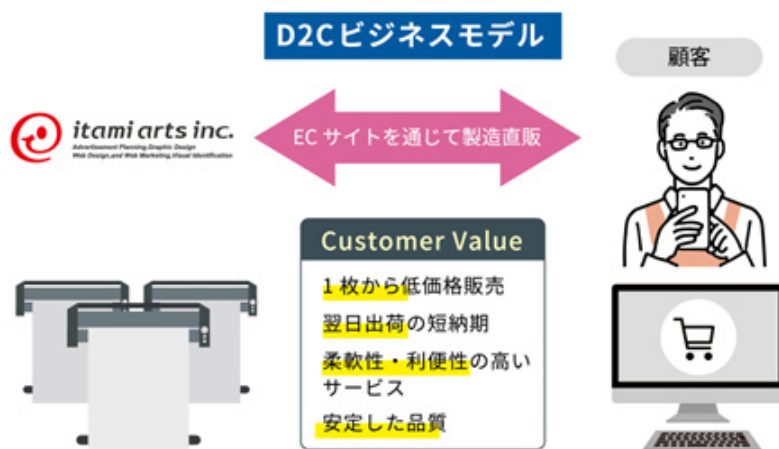 D2Cビジネスモデル
顧客
itami arts inc.
Advertisement Planning,Graphic Design
Web Design,and Web Marketing,Visual Identification
ECサイトを通じて製造直販
Customer Value
1枚から低価格販売
翌日出荷の短納期
柔軟性・利便性の高い
サービス
安定した品質